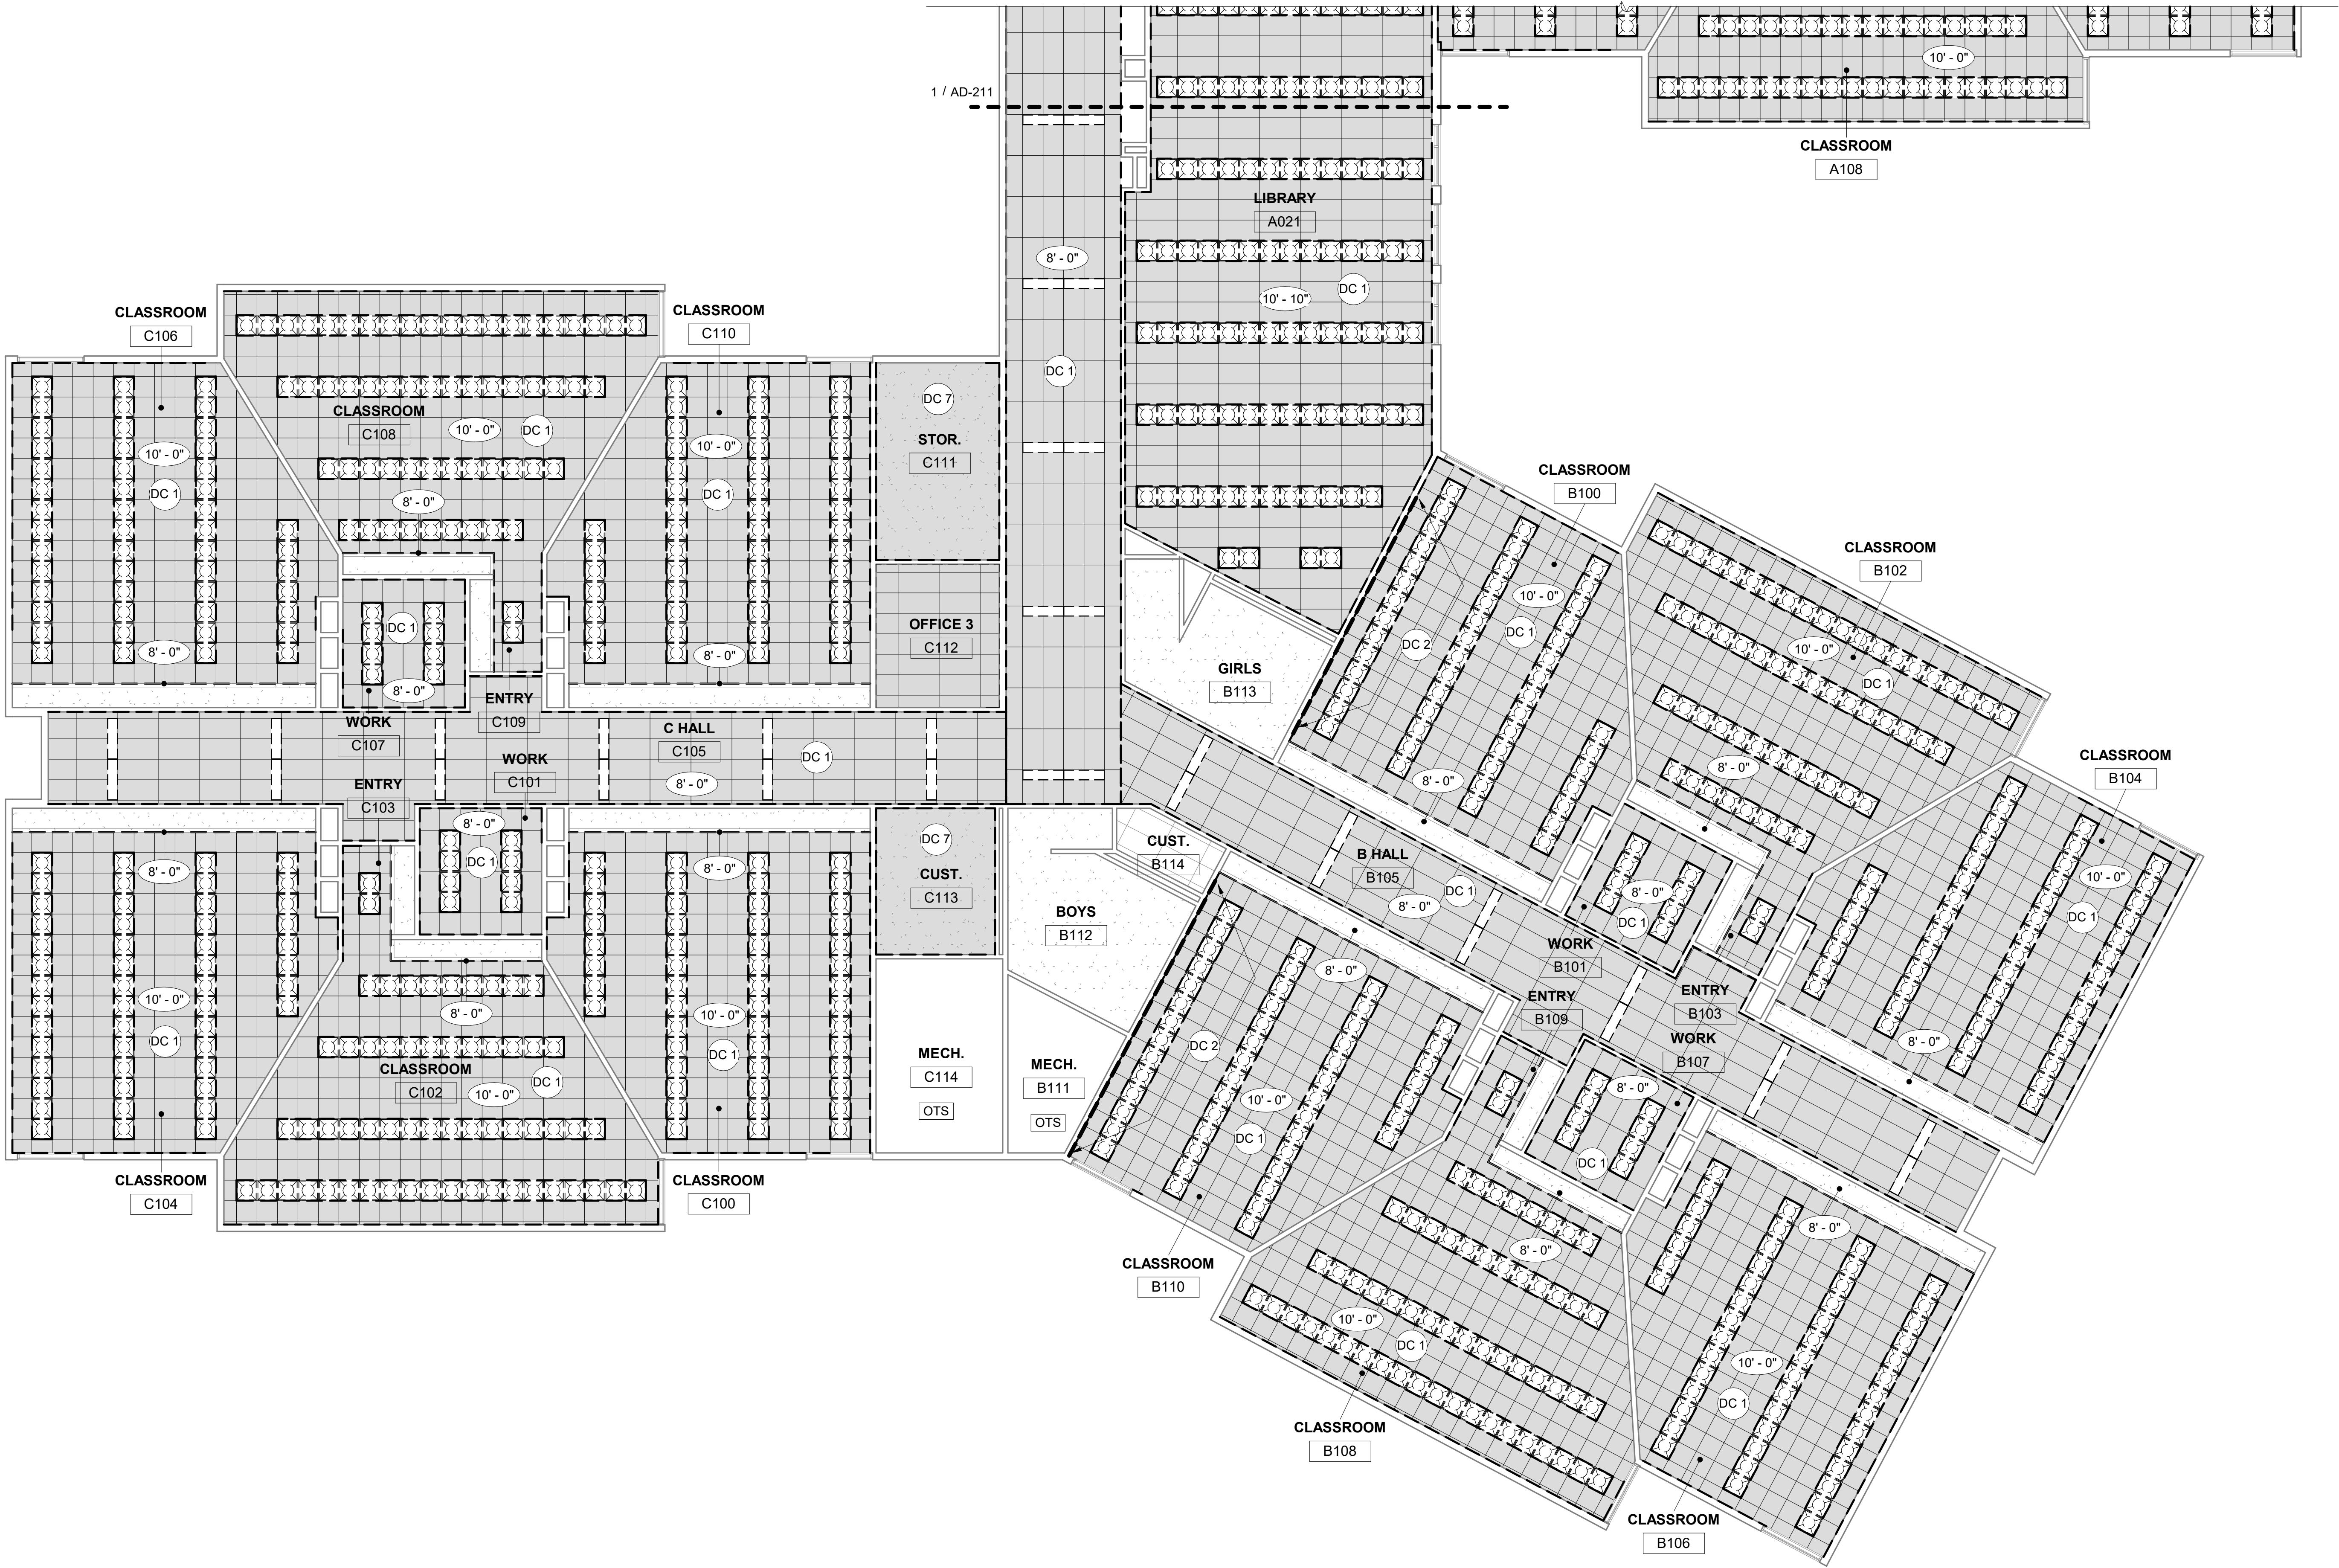 10' - 0"
1 / AD-211
CLASSROOM
A108
LIBRARY
A021
8' - 0"
DC 1
10' - 10"
DC 1
CLASSROOM
C106
CLASSROOM
C110
CLASSROOM
C108
10' - 0"
DC 1
10' - 0"
DC 1
10' - 0"
DC 1
8' - 0"
DC 7
STOR.
C111
CLASSROOM
B100
CLASSROOM
B102
DC 1
8' - 0"
8' - 0"
8' - 0"
OFFICE 3
C112
10' - 0"
DC 1
DC 2
10' - 0"
DC 1
GIRLS
B113
ENTRY
C109
WORK
C107
C HALL
C105
8' - 0"
DC 1
WORK
C101
ENTRY
C103
8' - 0"
8' - 0"
CLASSROOM
B104
8' - 0"
DC 1
8' - 0"
8' - 0"
DC 7
CUST.
C113
CUST.
B114
BOYS
B112
B HALL
B105
8' - 0"
DC 1
8' - 0"
DC 1
10' - 0"
DC 1
WORK
B101
ENTRY
B109
ENTRY
B103
WORK
B107
8' - 0"
10' - 0"
DC 1
8' - 0"
CLASSROOM
C102
10' - 0"
DC 1
10' - 0"
DC 1
MECH.
C114
OTS
MECH.
B111
OTS
DC 2
10' - 0"
DC 1
8' - 0"
DC 1
8' - 0"
CLASSROOM
C104
CLASSROOM
C100
CLASSROOM
B110
8' - 0"
8' - 0"
10' - 0"
DC 1
10' - 0"
DC 1
CLASSROOM
B108
CLASSROOM
B106